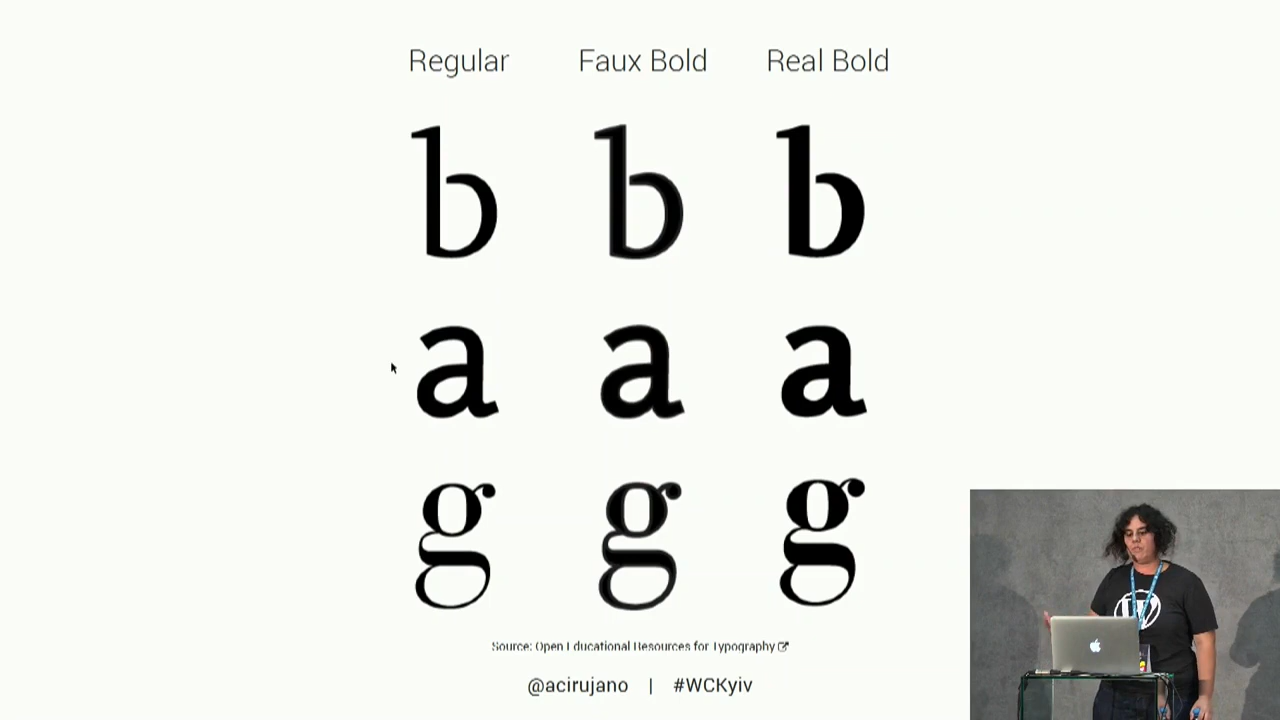 Regular Faux Bold Real Bold
b b b
a a a
g g g
Source: Open Educational Resources for Typography
@acirujano | #WCKyiv